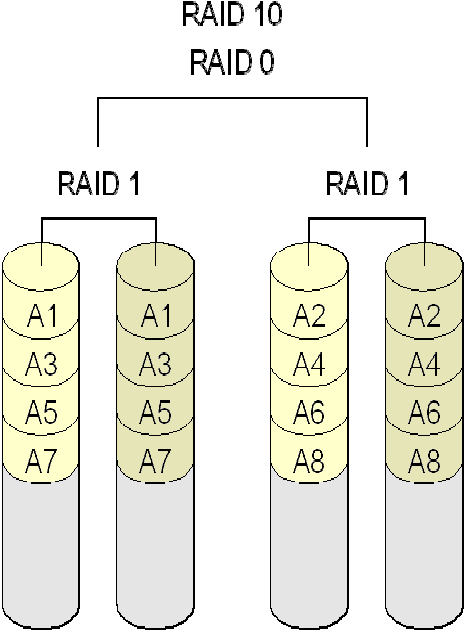 RAID 10
RAID 0
RAID 1 RAID 1
A1 A1 A2 A2
A3 A3 A4 A4
A5 A5 A6 A6
A7 A7 A8 A8